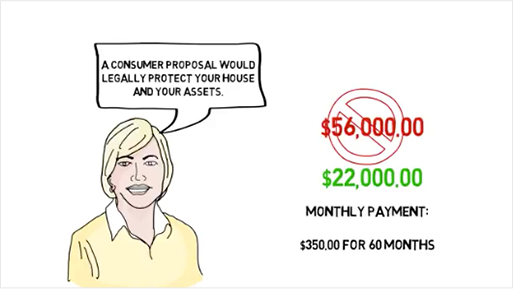 A CONSUMER PROPOSAL WOULD
LEGALLY PROTECT YOUR HOUSE
AND YOUR ASSETS.
$56,000.00
$22,000.00
MONTHLY PAYMENT:
$350.00 FOR 60 MONTHS